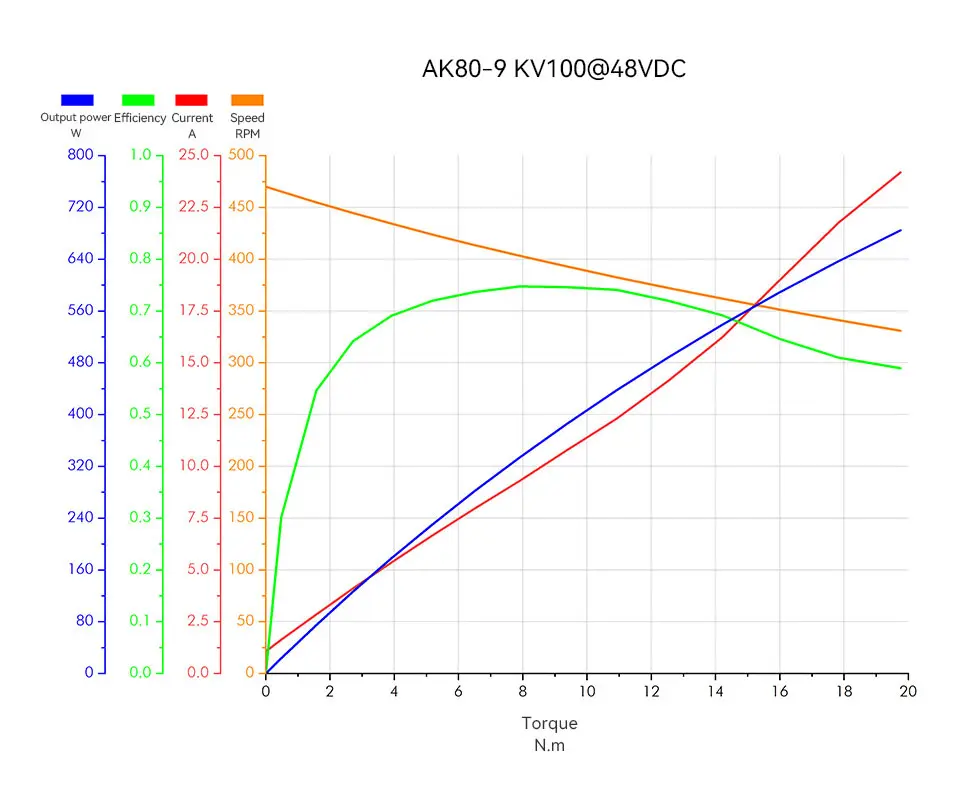 AK80-9 KV100@48VDC
Output power Efficiency Current Speed
W A RPM
800 1.0 25.0 500
720 0.9 22.5 450
640 0.8 20.0 400
560 0.7 17.5 350
480 0.6 15.0 300
400 0.5 12.5 250
320 0.4 10.0 200
240 0.3 7.5 150
160 0.2 5.0 100
80 0.1 2.5 50
0 0.0 0.0 0
0 2 4 6 8 10 12 14 16 18 20
Torque
N.m